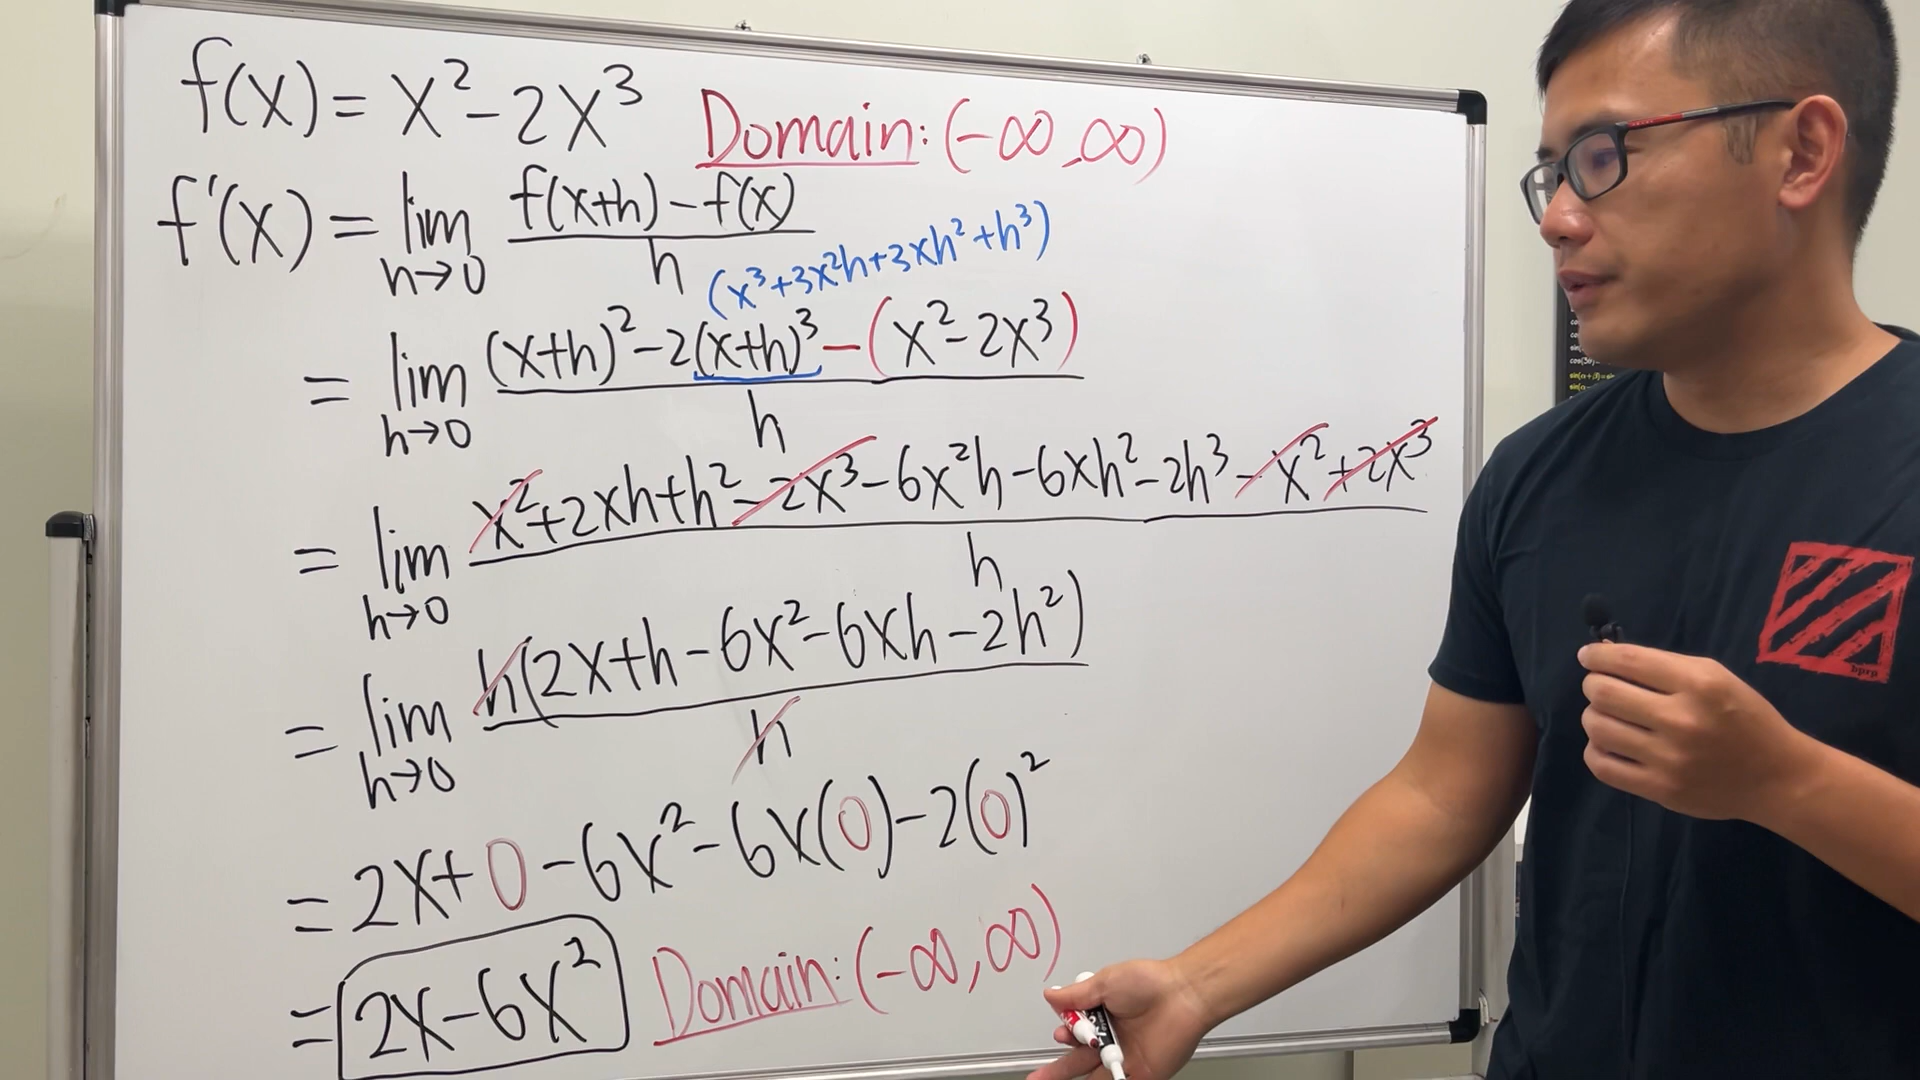 f(x) = x² - 2x³ Domain: (-∞, ∞)
f'(x) = lim h→0 f(x+h) - f(x) / h
(x³+3x²h+3xh²+h³)
= lim h→0 (x+h)² - 2(x+h)³ - (x² - 2x³) / h
= lim h→0 x²+2xh+h²-2x³-6x²h-6xh²-2h³-x²+2x³ / h
= lim h→0 h(2x+h-6x²-6xh-2h²) / h
= 2x+0-6x²-6x(0)-2(0)²
= 2x-6x² Domain: (-∞, ∞)
bprp